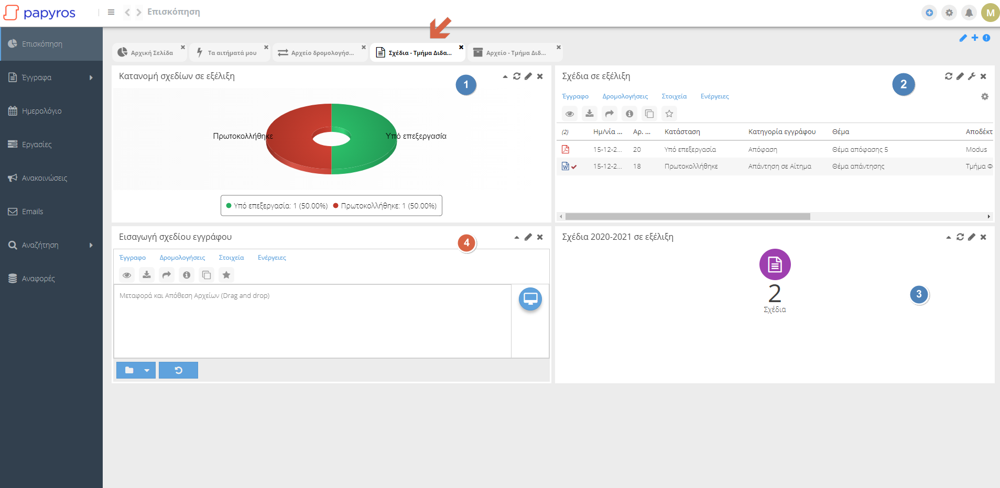 papyros
Επισκόπηση
M
Επισκόπηση
Έγγραφα
Ημερολόγιο
Εργασίες
Ανακοινώσεις
Emails
Αναζήτηση
Αναφορές
Αρχική Σελίδα
Τα αιτήματά μου
Αρχείο δρομολογήσ...
Σχέδια - Τμήμα Διδα...
Αρχείο - Τμήμα Διδ...
Κατανομή σχεδίων σε εξέλιξη
1
Πρωτοκολλήθηκε
Υπό επεξεργασία
Υπό επεξεργασία: 1 (50.00%) Πρωτοκολλήθηκε: 1 (50.00%)
Σχέδια σε εξέλιξη
2
Έγγραφο Δρομολογήσεις Στοιχεία Ενέργειες
(2) Ημ/νία ... Αρ. ... Κατάσταση Κατηγορία εγγράφου Θέμα Αποδέκτ
15-12-2... 20 Υπό επεξεργασία Απόφαση Θέμα απόφασης 5 Modus
15-12-2... 18 Πρωτοκολλήθηκε Απάντηση σε Αίτημα Θέμα απάντησης Τμήμα Φ
Εισαγωγή σχεδίου εγγράφου
4
Έγγραφο Δρομολογήσεις Στοιχεία Ενέργειες
Μεταφορά και Απόθεση Αρχείων (Drag and drop)
Σχέδια 2020-2021 σε εξέλιξη
2
Σχέδια
3